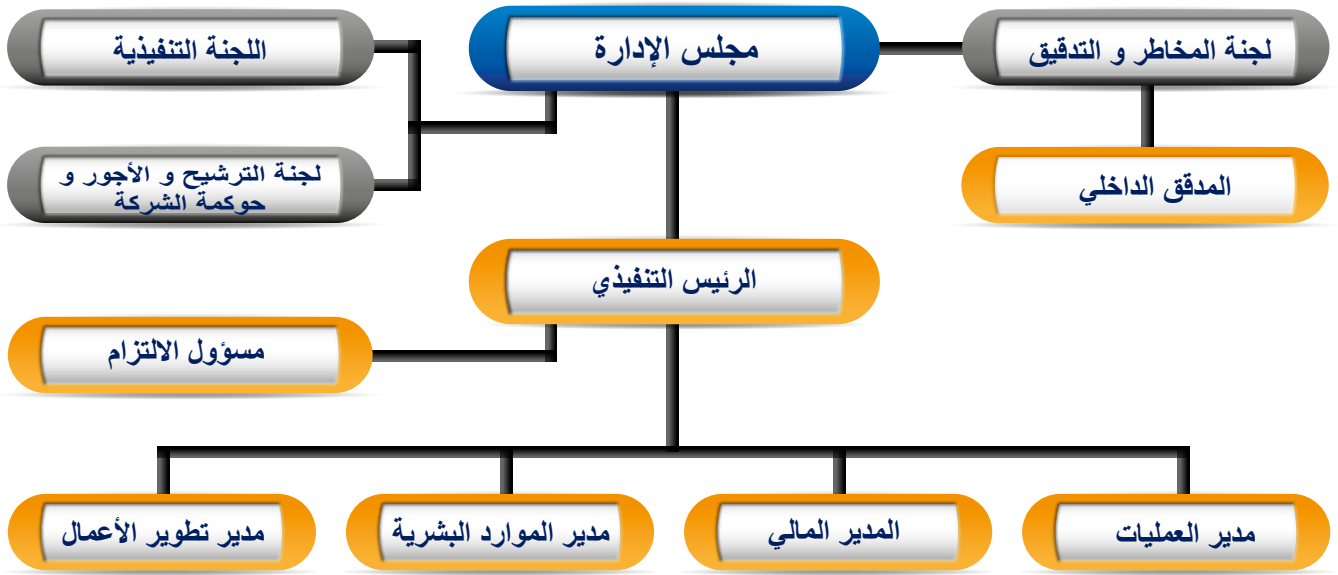 مجلس الإدارة
لجنة المخاطر و التدقيق
اللجنة التنفيذية
لجنة الترشيح و الأجور و
حوكمة الشركة
المدقق الداخلي
الرئيس التنفيذي
مسؤول الالتزام
مدير العمليات
المدير المالي
مدير الموارد البشرية
مدير تطوير الأعمال